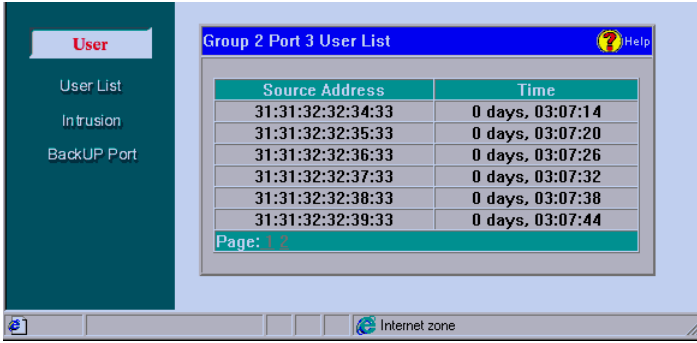 User
User List
Intrusion
BackUP Port
Group 2 Port 3 User List
Help
Source Address Time
31:31:32:32:34:33 0 days, 03:07:14
31:31:32:32:35:33 0 days, 03:07:20
31:31:32:32:36:33 0 days, 03:07:26
31:31:32:32:37:33 0 days, 03:07:32
31:31:32:32:38:33 0 days, 03:07:38
31:31:32:32:39:33 0 days, 03:07:44
Page: 1 2
Internet zone